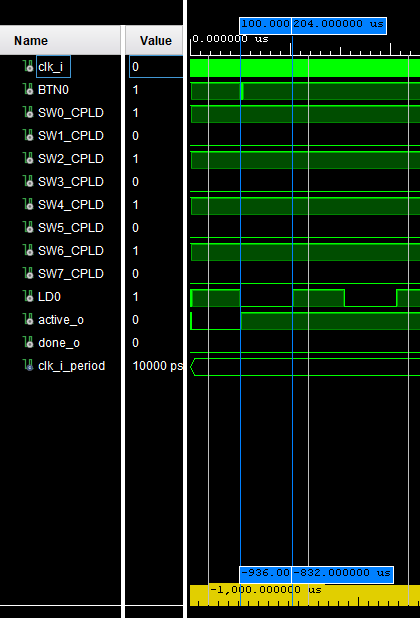 100.000 204.000000 us
Name Value 0.000000 us
clk_i 0
BTN0 1
SW0_CPLD 1
SW1_CPLD 0
SW2_CPLD 1
SW3_CPLD 0
SW4_CPLD 1
SW5_CPLD 0
SW6_CPLD 1
SW7_CPLD 0
LD0 1
active_o 0
done_o 0
clk_i_period 10000 ps
-936.00 -832.000000 us
-1,000.000000 us